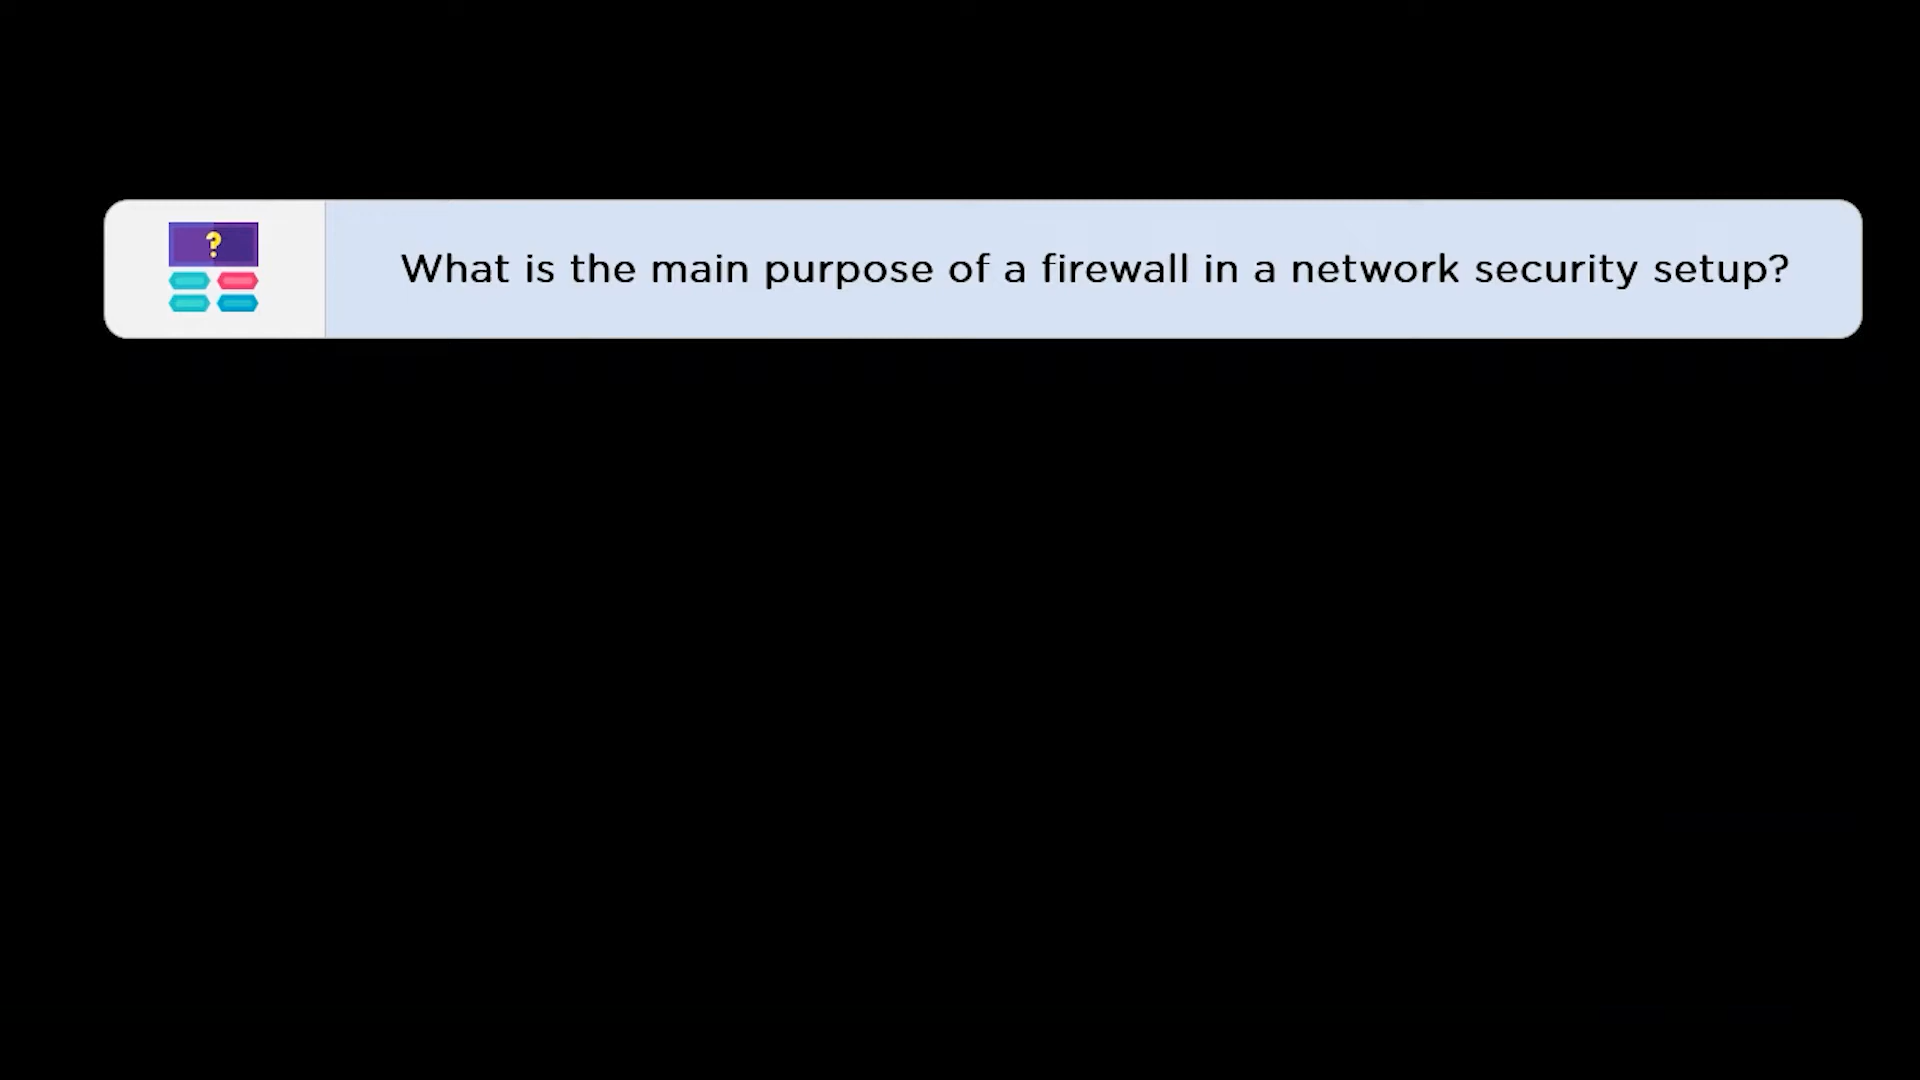 ?
What is the main purpose of a firewall in a network security setup?